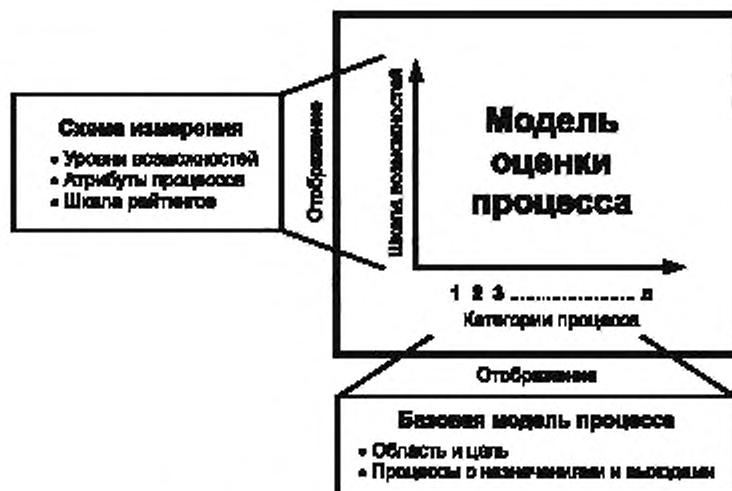 Схема измерения
• Уровни возможностей
• Атрибуты процессов
• Шкала рейтингов
Отображение
Шкала возможностей
Модель
оценки
процесса
1 2 3 ........................ n
Категории процесса
Отображение
Базовая модель процесса
• Область и цель
• Процессы с назначениями и выходами